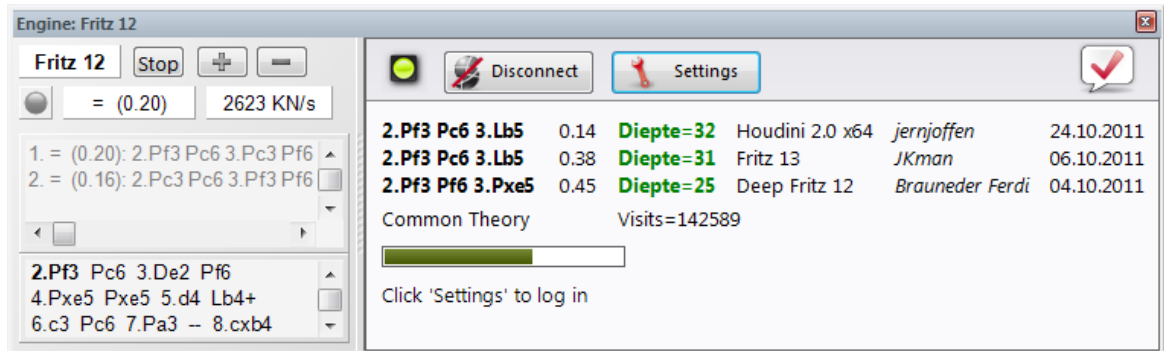 Engine: Fritz 12
Fritz 12 Stop
= (0.20) 2623 KN/s
1. = (0.20): 2.Pf3 Pc6 3.Pc3 Pf6
2. = (0.16): 2.Pc3 Pc6 3.Pf3 Pf6
2.Pf3 Pc6 3.De2 Pf6
4.Pxe5 Pxe5 5.d4 Lb4+
6.c3 Pc6 7.Pa3 -- 8.cxb4
Disconnect Settings
2.Pf3 Pc6 3.Lb5 0.14 Diepte=32 Houdini 2.0 x64 jernjoffen 24.10.2011
2.Pf3 Pc6 3.Lb5 0.38 Diepte=31 Fritz 13 JKman 06.10.2011
2.Pf3 Pf6 3.Pxe5 0.45 Diepte=25 Deep Fritz 12 Brauneder Ferdi 04.10.2011
Common Theory Visits=142589
Click 'Settings' to log in